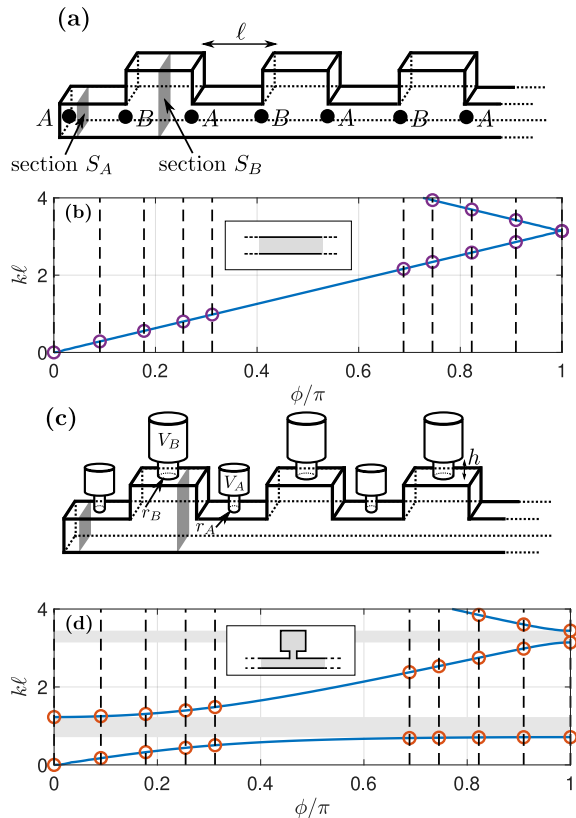 (a)
ℓ
A B A B A B A
section S_A section S_B
(b)
4
2
0
kℓ
0 0.2 0.4 0.6 0.8 1
ϕ/π
(c)
V_B
V_A
h
r_B r_A
(d)
4
2
0
kℓ
0 0.2 0.4 0.6 0.8 1
ϕ/π